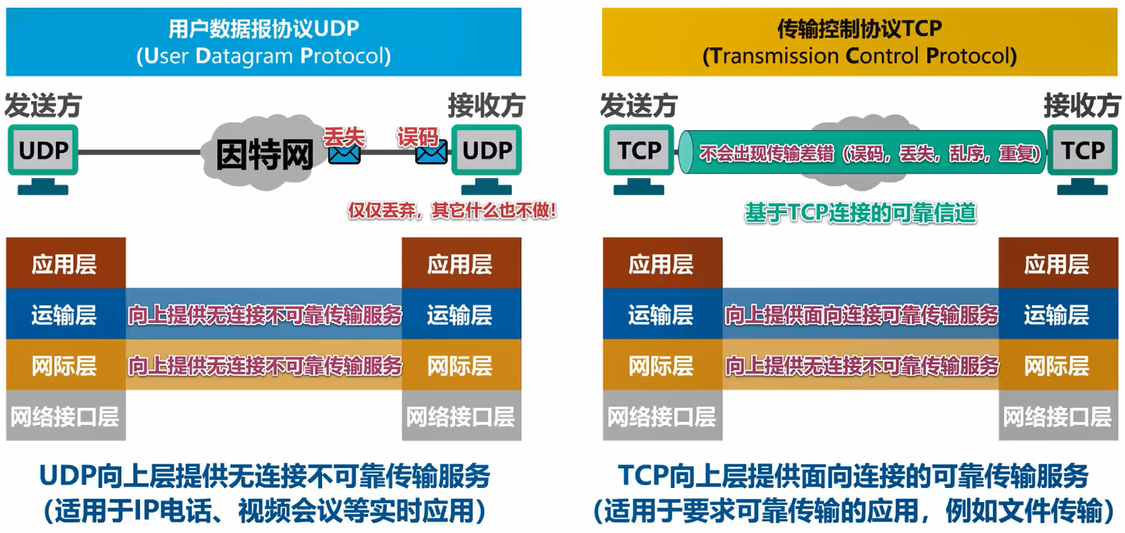 用户数据报协议UDP
(User Datagram Protocol)
发送方
接收方
UDP
因特网
丢失
误码
UDP
仅仅丢弃，其它什么也不做！
应用层
应用层
运输层
向上提供无连接不可靠传输服务
运输层
网际层
向上提供无连接不可靠传输服务
网际层
网络接口层
网络接口层
UDP向上层提供无连接不可靠传输服务
（适用于IP电话、视频会议等实时应用）
传输控制协议TCP
(Transmission Control Protocol)
发送方
接收方
TCP
不会出现传输差错（误码，丢失，乱序，重复）
TCP
基于TCP连接的可靠信道
应用层
应用层
运输层
向上提供面向连接可靠传输服务
运输层
网际层
向上提供无连接不可靠传输服务
网际层
网络接口层
网络接口层
TCP向上层提供面向连接的可靠传输服务
（适用于要求可靠传输的应用，例如文件传输）